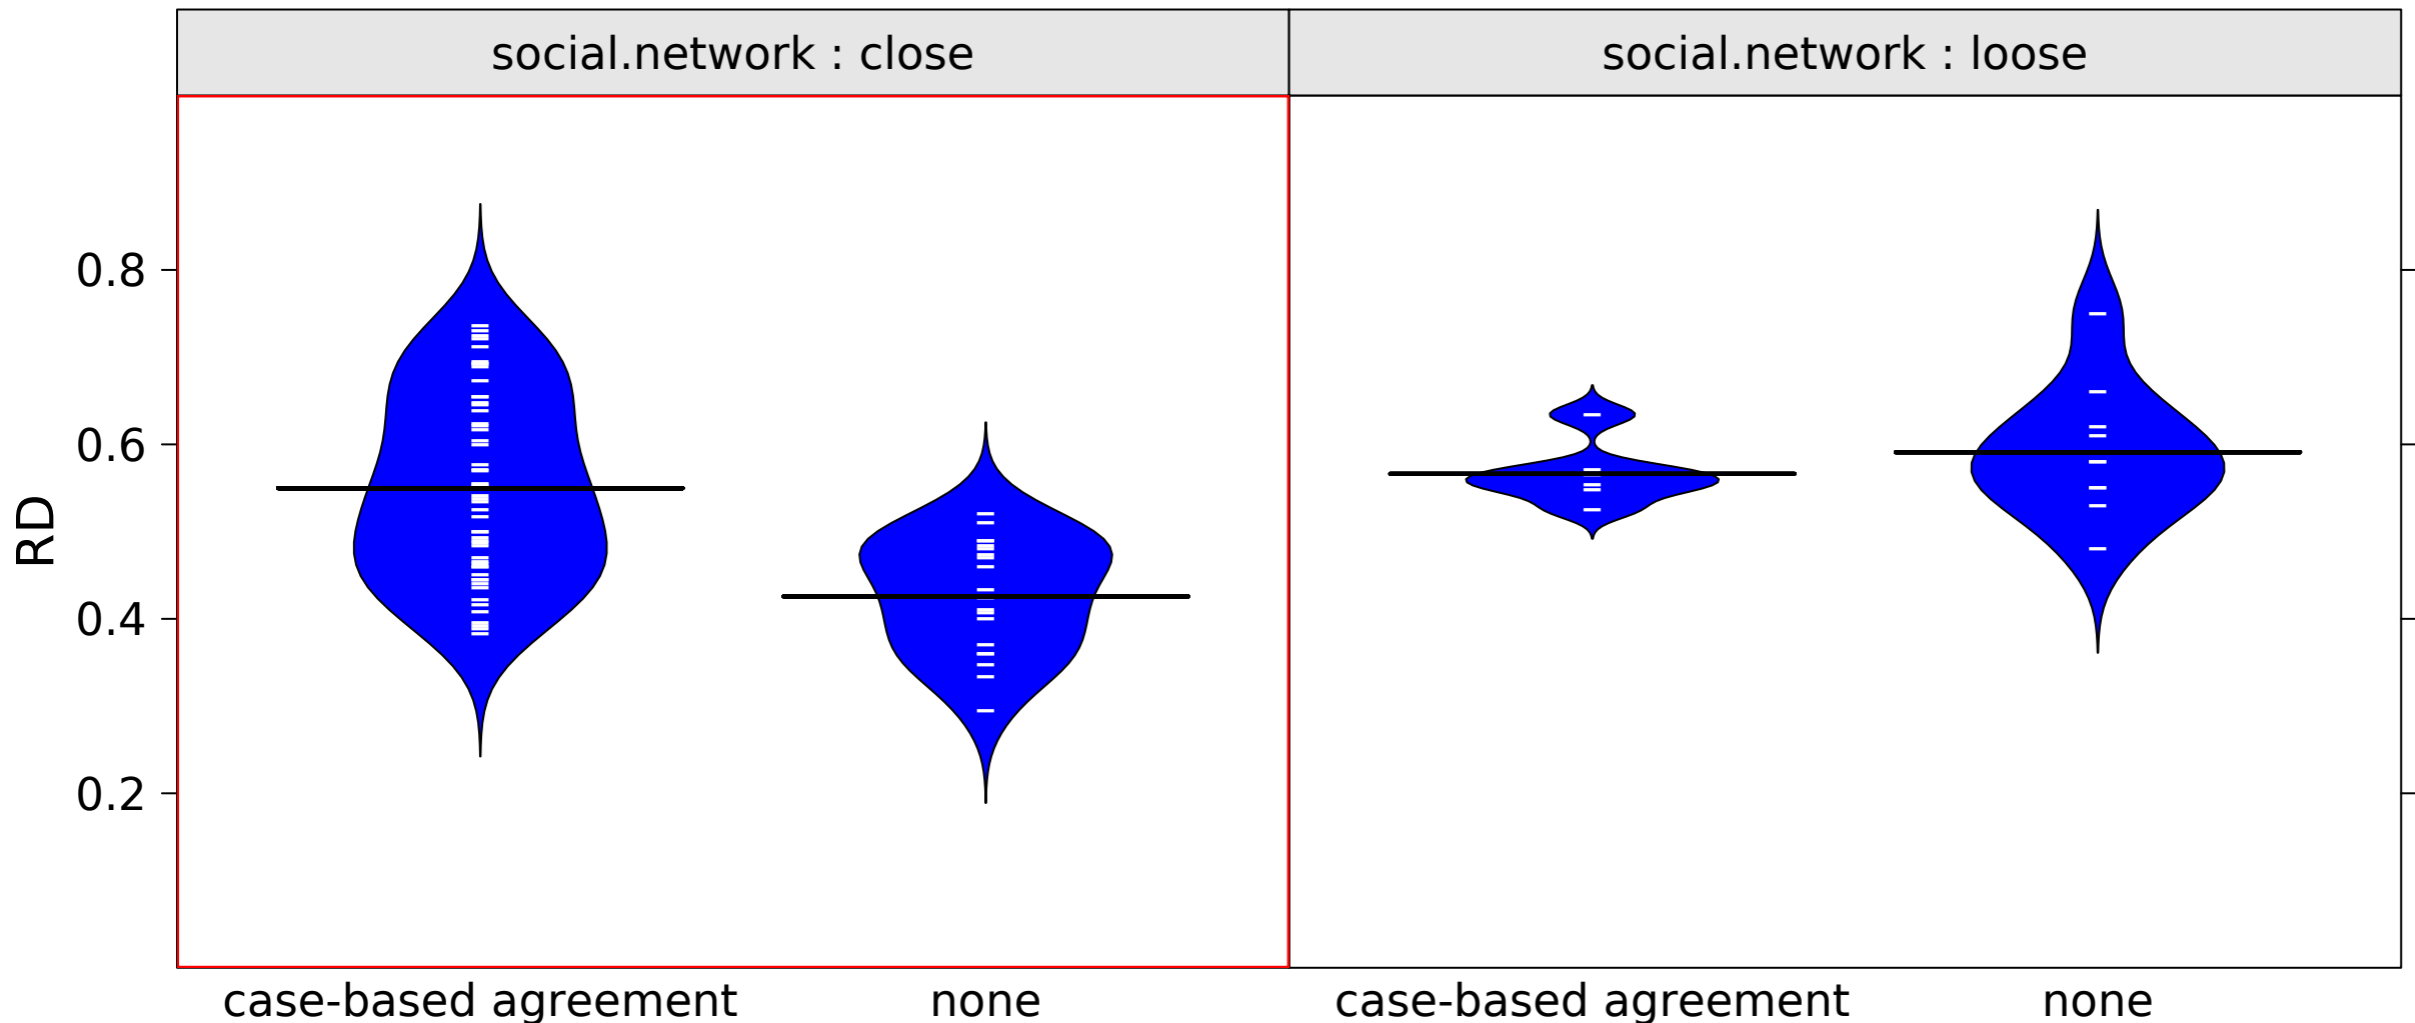 social.network : close
social.network : loose
RD
0.8
0.6
0.4
0.2
case-based agreement
none
case-based agreement
none